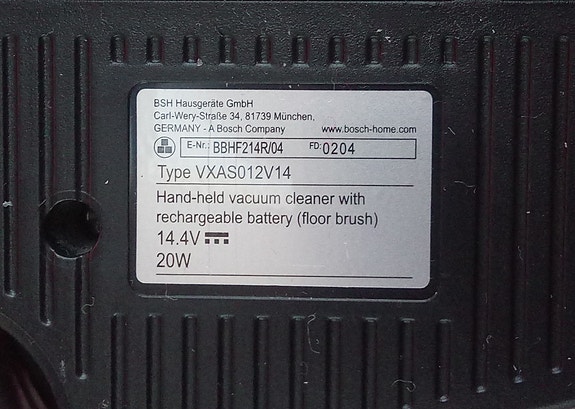 BSH Hausgeräte GmbH
Carl-Wery-Straße 34, 81739 München,
GERMANY - A Bosch Company www.bosch-home.com
E-Nr.: BBHF214R/04 FD: 0204
Type VXAS012V14
Hand-held vacuum cleaner with
rechargeable battery (floor brush)
14.4V
20W